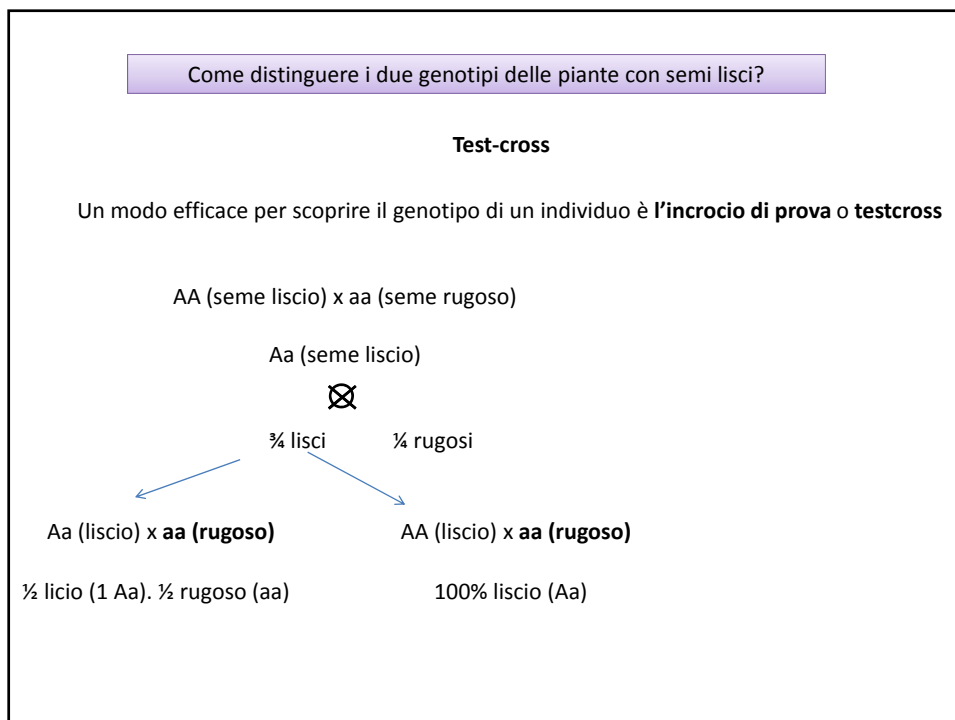 Come distinguere i due genotipi delle piante con semi lisci?
Test-cross
Un modo efficace per scoprire il genotipo di un individuo è l’incrocio di prova o testcross
AA (seme liscio) x aa (seme rugoso)
Aa (seme liscio)
¾ lisci ¼ rugosi
Aa (liscio) x aa (rugoso) AA (liscio) x aa (rugoso)
½ licio (1 Aa). ½ rugoso (aa) 100% liscio (Aa)